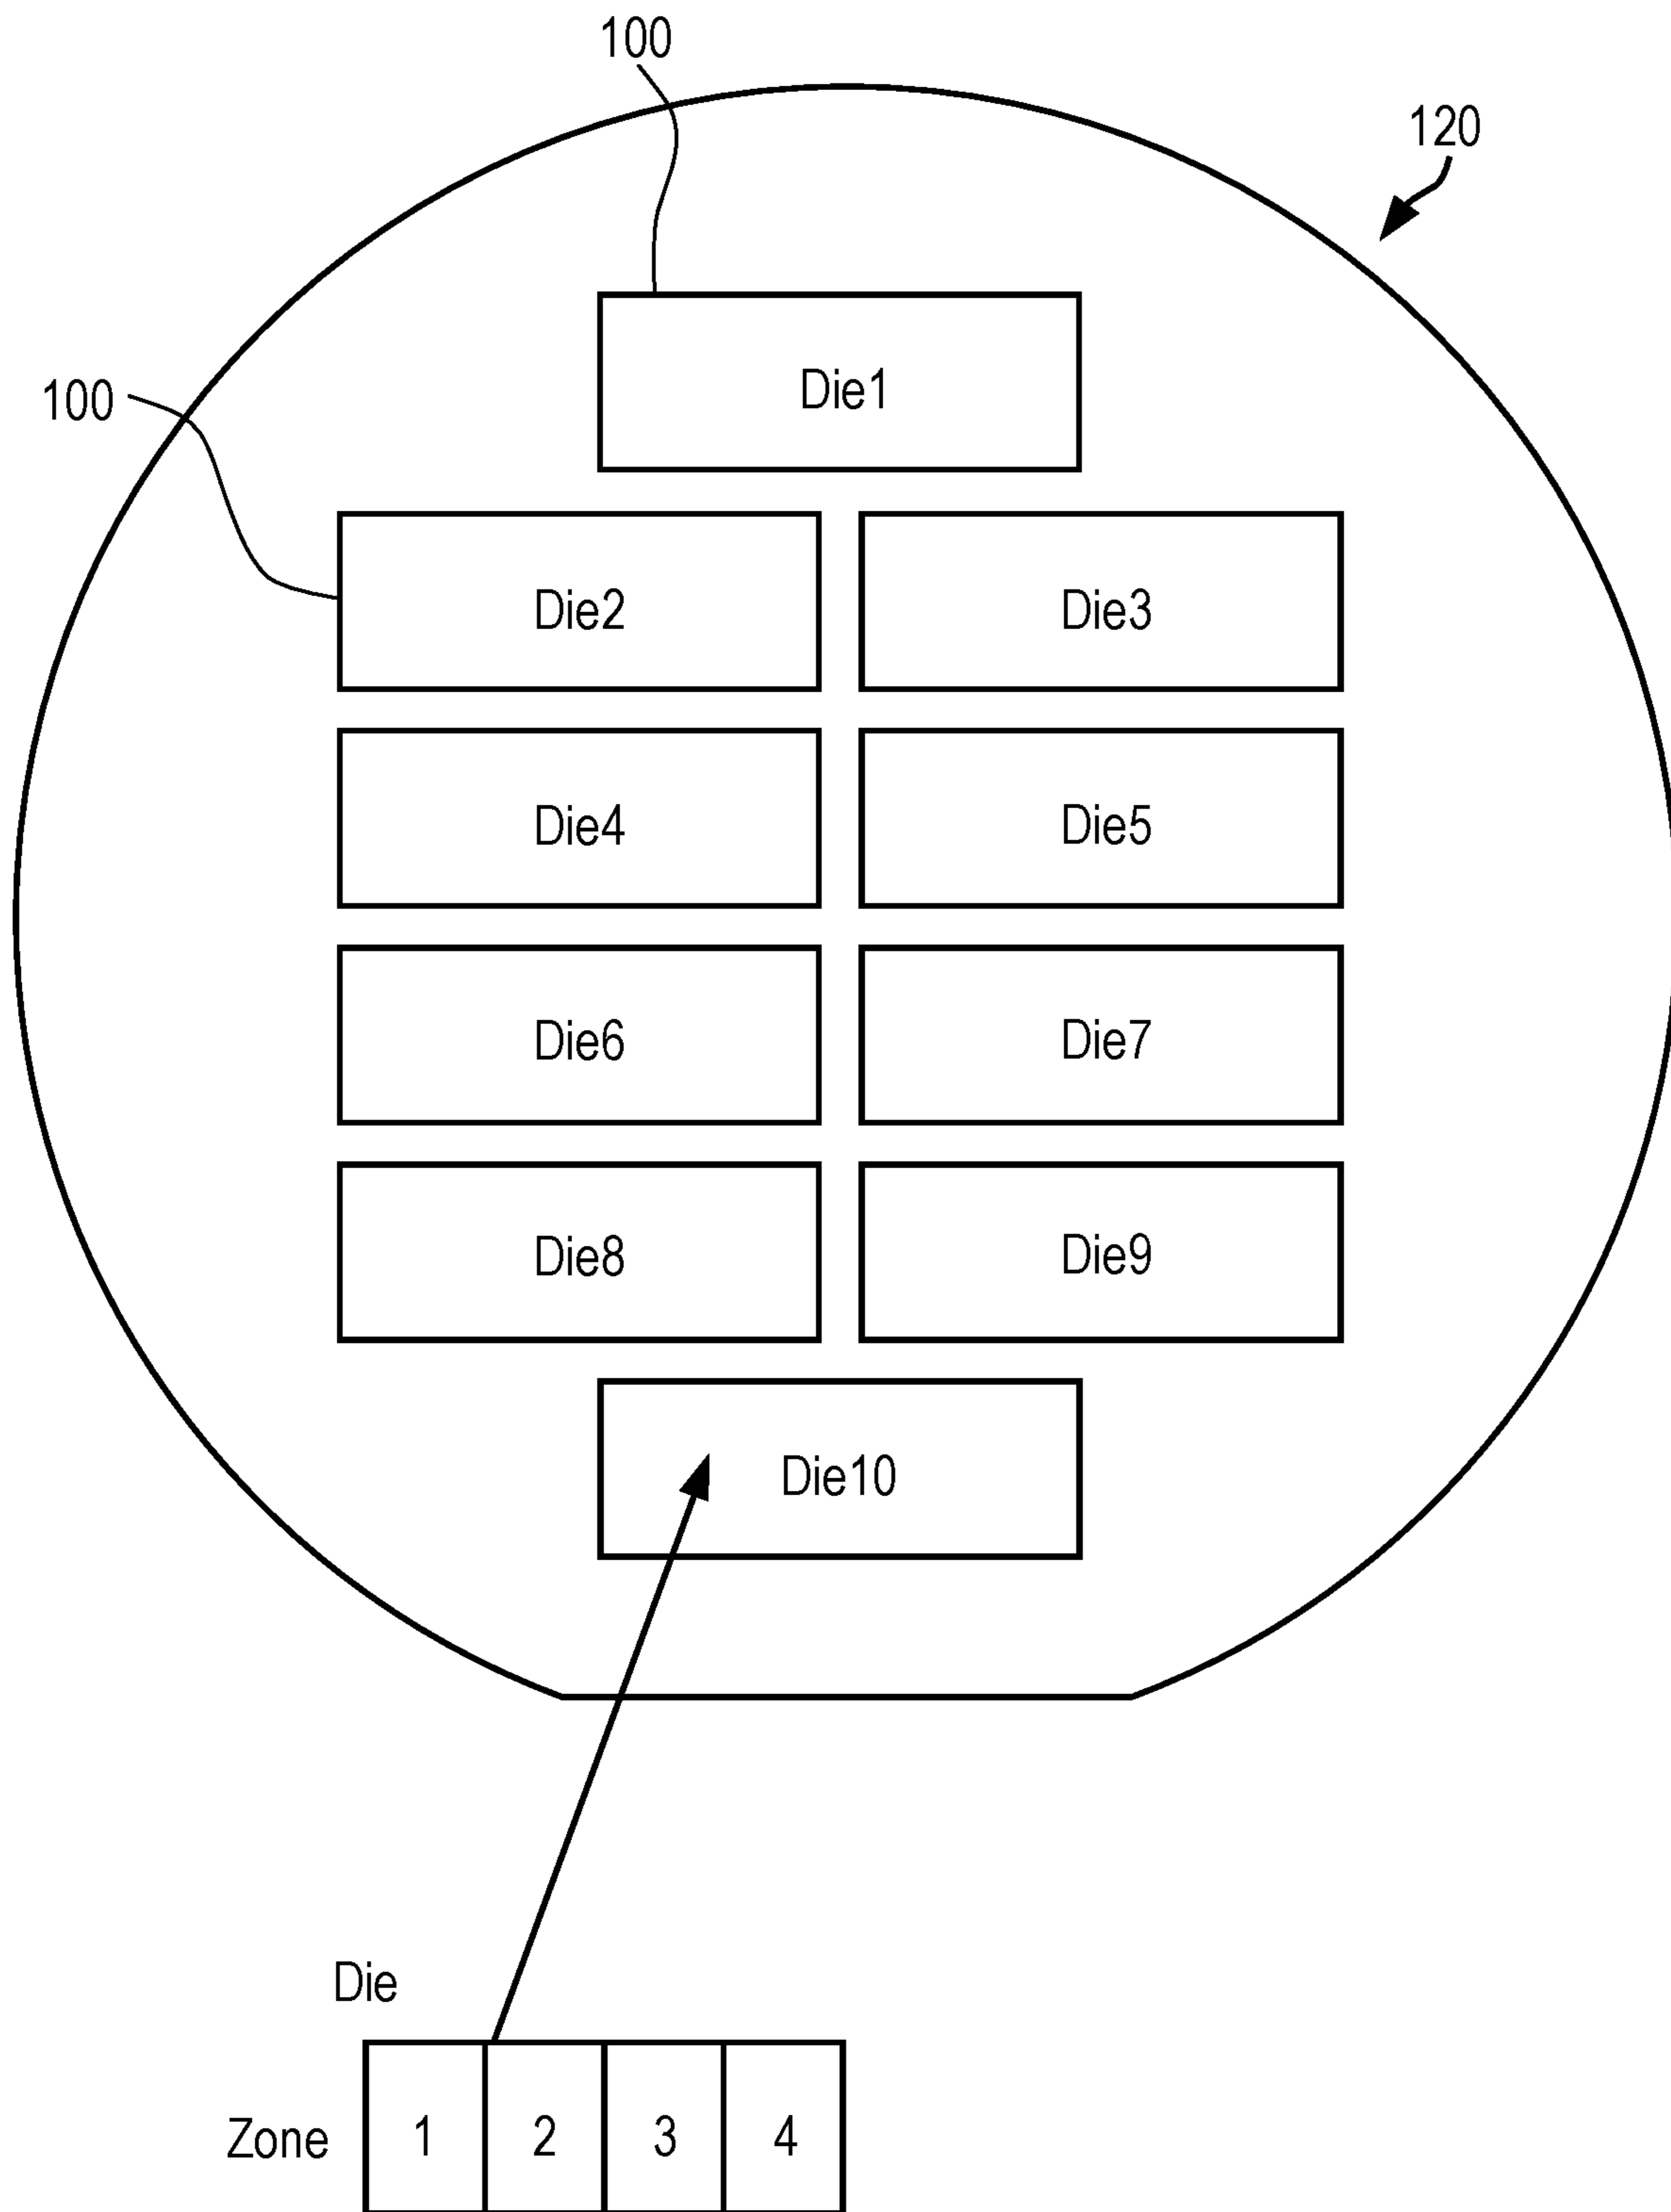 100
120
Die1
100
Die2 Die3
Die4 Die5
Die6 Die7
Die8 Die9
Die10
Die
Zone 1 2 3 4